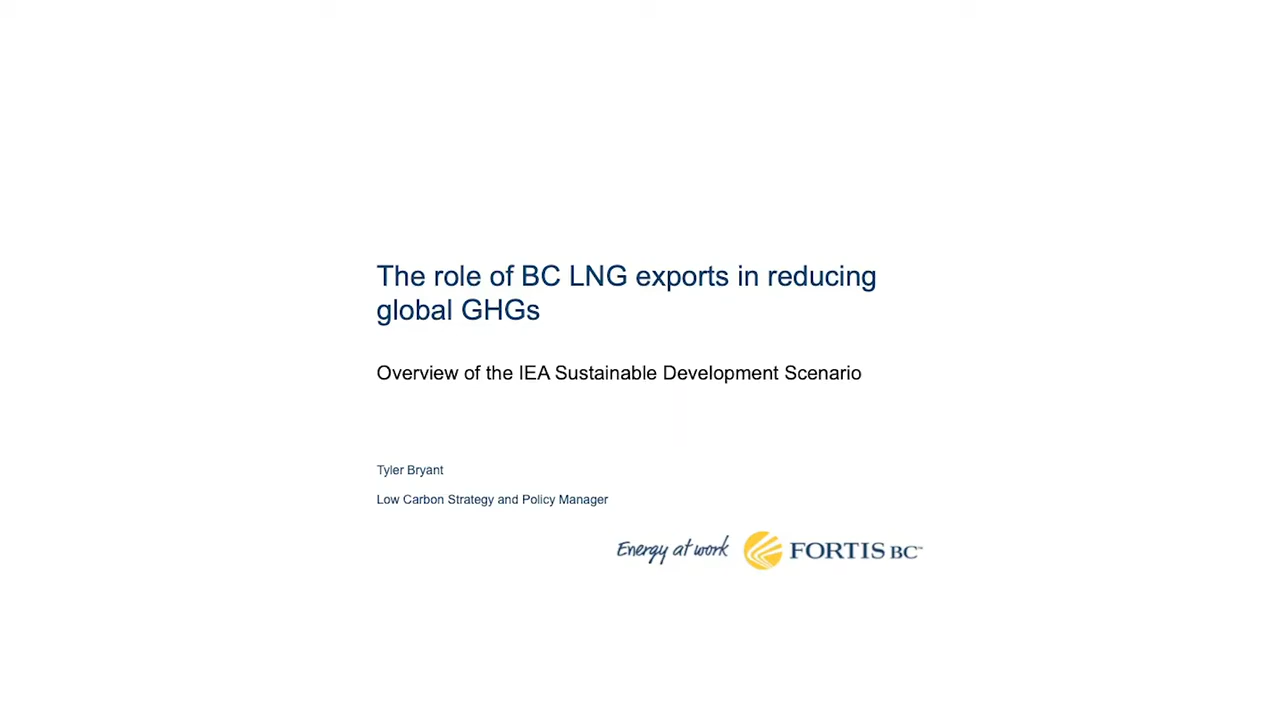 The role of BC LNG exports in reducing
global GHGs
Overview of the IEA Sustainable Development Scenario
Tyler Bryant
Low Carbon Strategy and Policy Manager
Energy at work FORTIS BC™